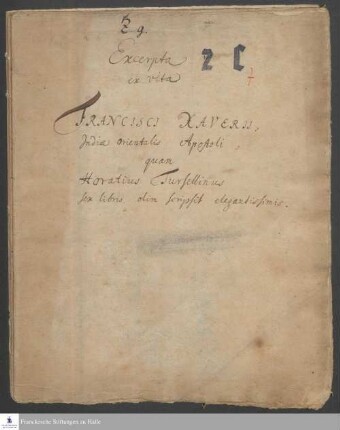 Z g.
Excerpta
2 C
ex vita
FRANCISCI XAVERII,
Indiæ orientalis Apostoli,
quam
Horatius Tursellinus
sex libris olim scripsit elegantissimis.
Franckesche Stiftungen zu Halle